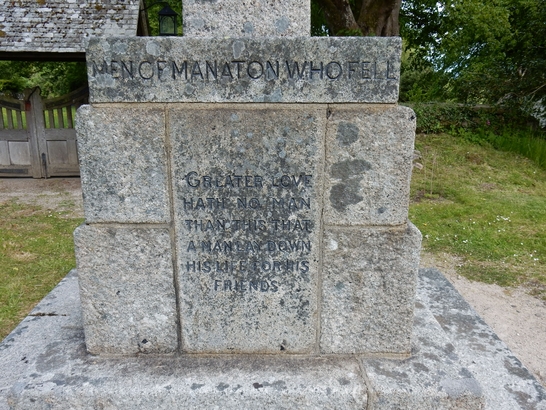 MEN OF MANATON WHO FELL
GREATER LOVE
HATH NO MAN
THAN THIS THAT
A MAN LAY DOWN
HIS LIFE FOR HIS
FRIENDS